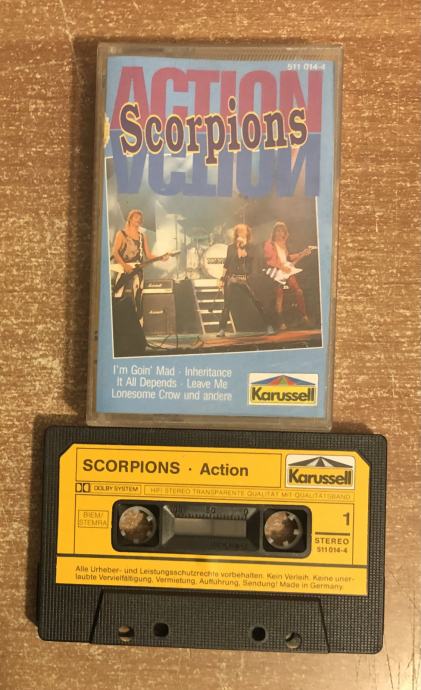 511 014-4
ACTION
Scorpions
ACTION
I'm Goin' Mad · Inheritance
It All Depends · Leave Me
Lonesome Crow und andere
Karussell
SCORPIONS · Action
Karussell
DOLBY SYSTEM
HIFI STEREO TRANSPARENTE QUALITÄT MIT QUALITÄTSBAND
BIEM/
STEMRA
1
STEREO
511 014-4
Alle Urheber- und Leistungsschutzrechte vorbehalten. Kein Verleih. Keine uner-
laubte Vervielfältigung, Vermietung, Aufführung, Sendung! Made in Germany.